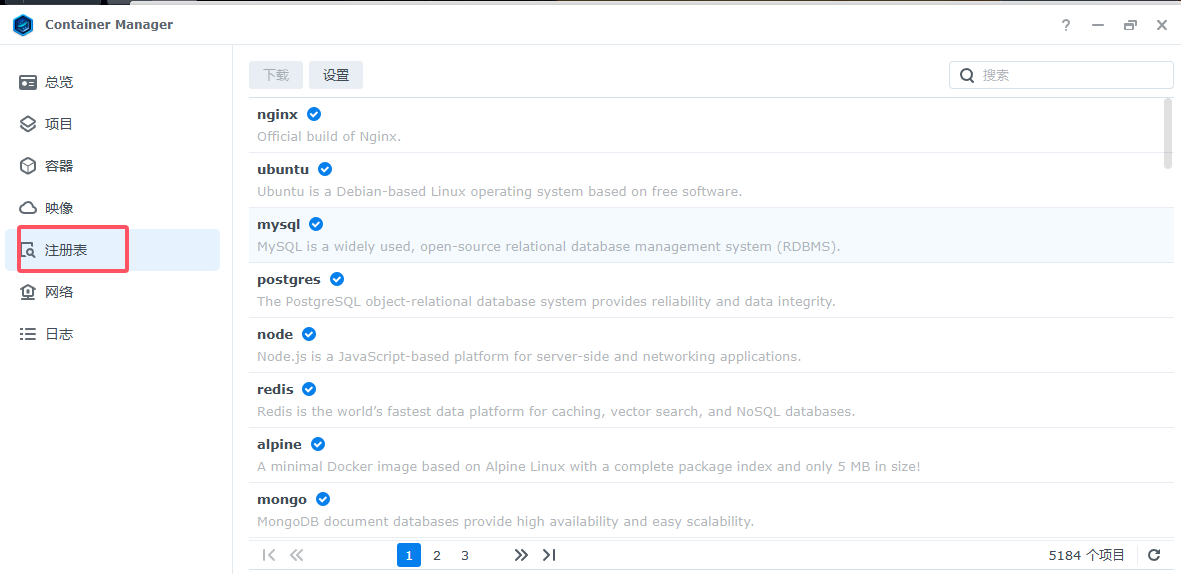 Container Manager
总览
项目
容器
映像
注册表
网络
日志
下载
设置
搜索
nginx
Official build of Nginx.
ubuntu
Ubuntu is a Debian-based Linux operating system based on free software.
mysql
MySQL is a widely used, open-source relational database management system (RDBMS).
postgres
The PostgreSQL object-relational database system provides reliability and data integrity.
node
Node.js is a JavaScript-based platform for server-side and networking applications.
redis
Redis is the world’s fastest data platform for caching, vector search, and NoSQL databases.
alpine
A minimal Docker image based on Alpine Linux with a complete package index and only 5 MB in size!
mongo
MongoDB document databases provide high availability and easy scalability.
1 2 3
5184 个项目